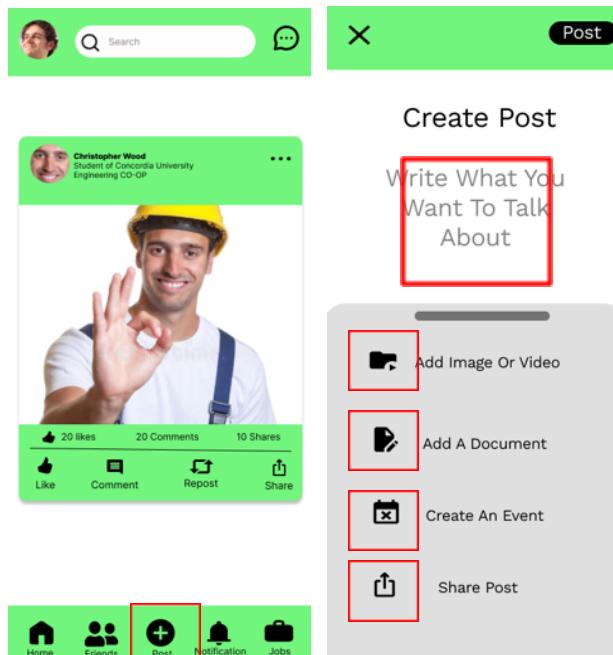 Search
Christopher Wood
Student of Concordia University
Engineering CO-OP
20 likes
20 Comments
10 Shares
Like
Comment
Repost
Share
Home
Friends
Post
Notification
Jobs
Post
Create Post
Write What You
Want To Talk
About
Add Image Or Video
Add A Document
Create An Event
Share Post